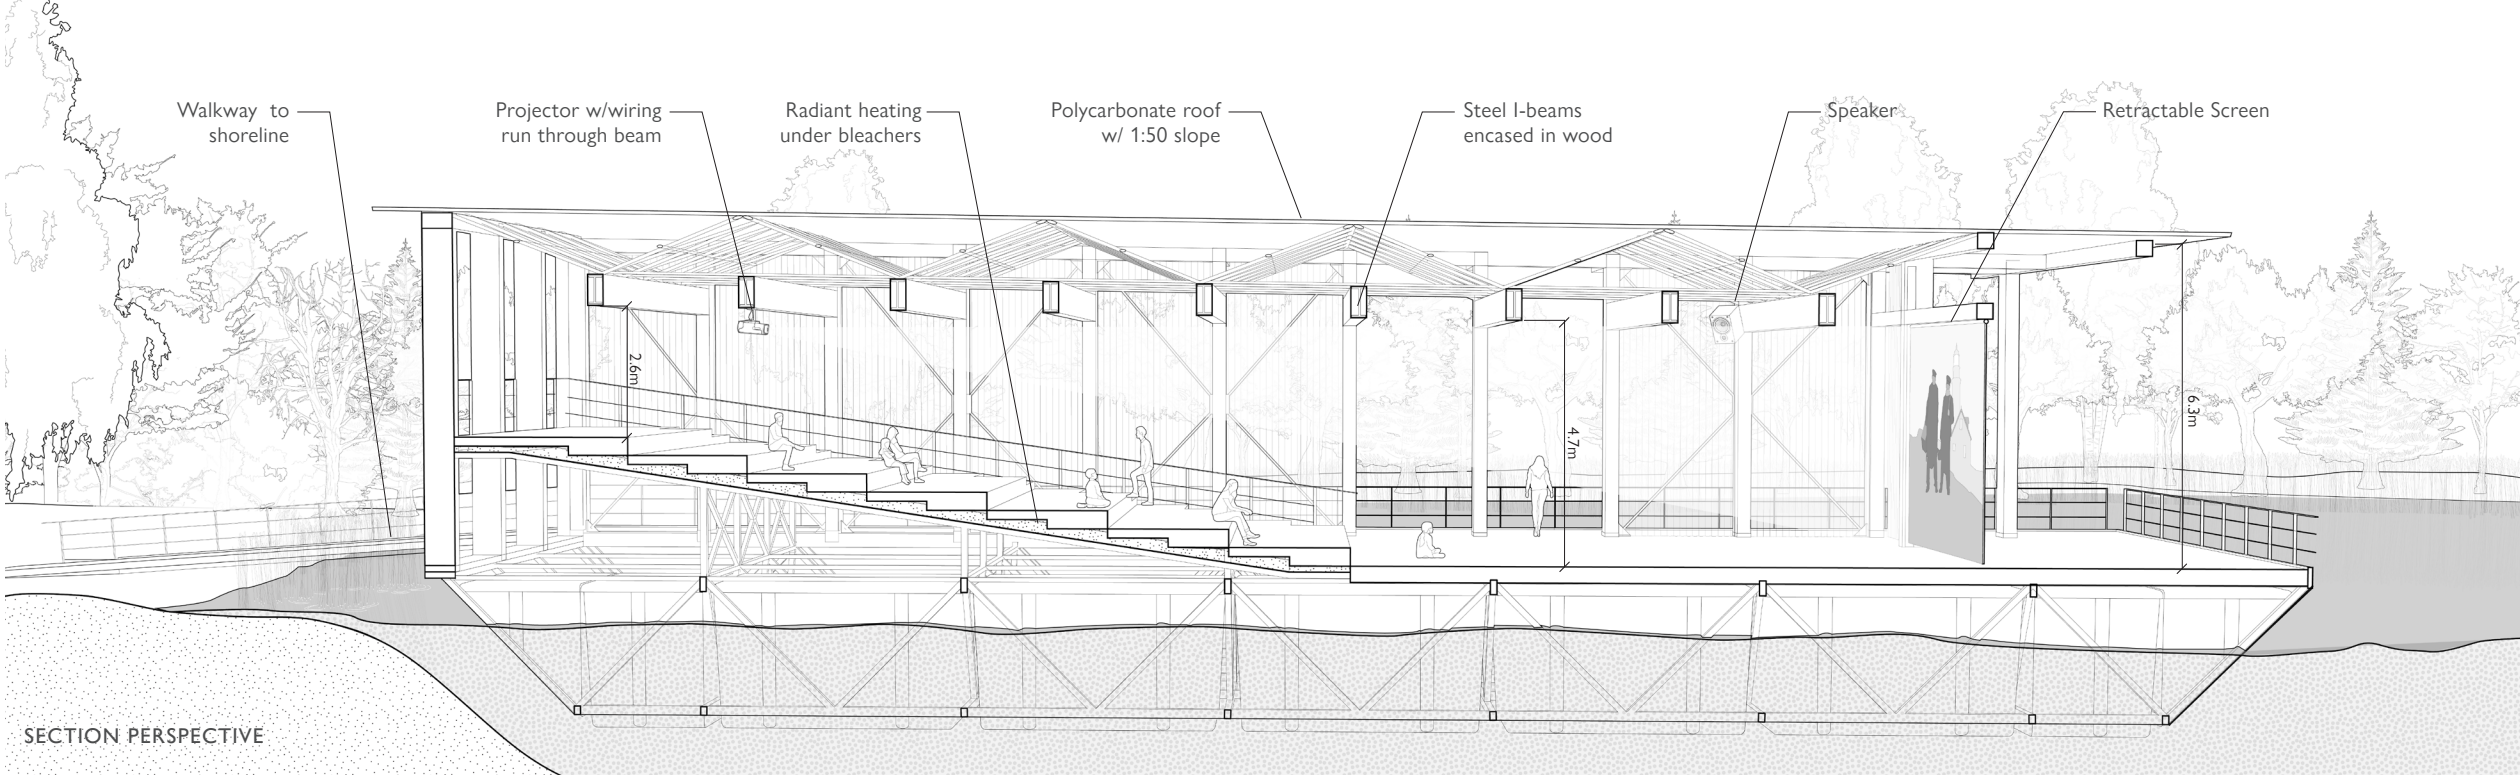 Walkway to
shoreline
Projector w/wiring
run through beam
Radiant heating
under bleachers
Polycarbonate roof
w/ 1:50 slope
Steel I-beams
encased in wood
Speaker
Retractable Screen
2.6m
4.7m
6.3m
SECTION PERSPECTIVE